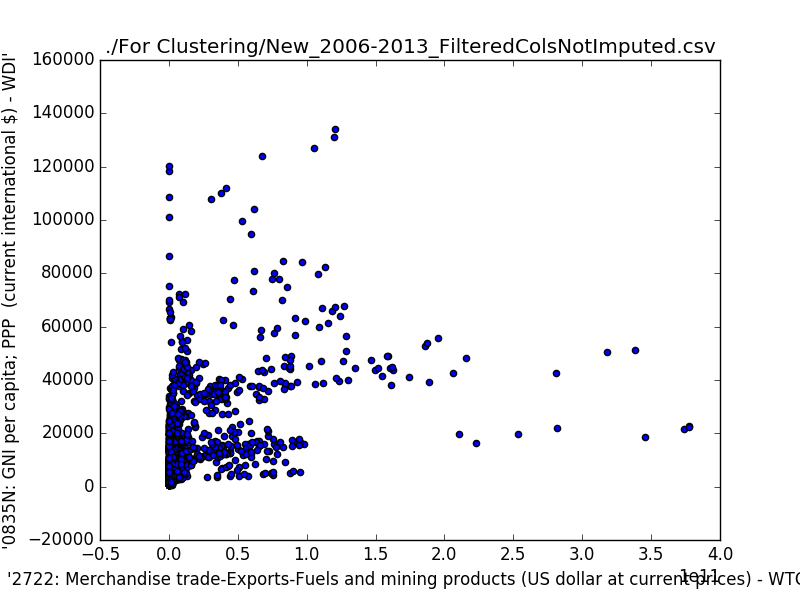 ./For Clustering/New_2006-2013_FilteredColsNotImputed.csv
'0835N: GNI per capita; PPP (current international $) - WDI'
160000
140000
120000
100000
80000
60000
40000
20000
0
−20000
−0.5 0.0 0.5 1.0 1.5 2.0 2.5 3.0 3.5 4.0
1e11
'2722: Merchandise trade-Exports-Fuels and mining products (US dollar at current prices) - WTO